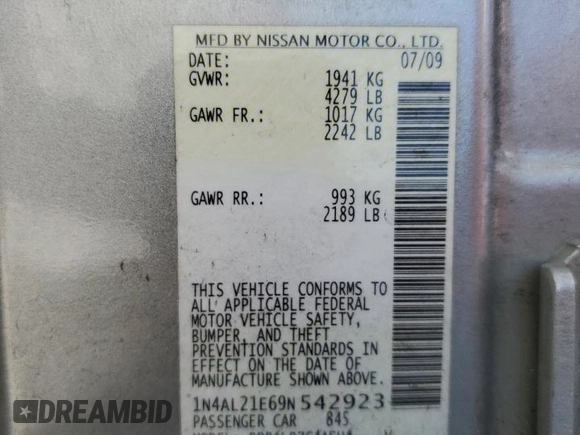 MFD BY NISSAN MOTOR CO., LTD.
DATE: 07/09
GVWR: 1941 KG
4279 LB
GAWR FR.: 1017 KG
2242 LB
GAWR RR.: 993 KG
2189 LB
THIS VEHICLE CONFORMS TO
ALL APPLICABLE FEDERAL
MOTOR VEHICLE SAFETY,
BUMPER, AND THEFT
PREVENTION STANDARDS IN
EFFECT ON THE DATE OF
MANUFACTURE SHOWN ABOVE.
1N4AL21E69N542923
PASSENGER CAR 845
DREAMBID